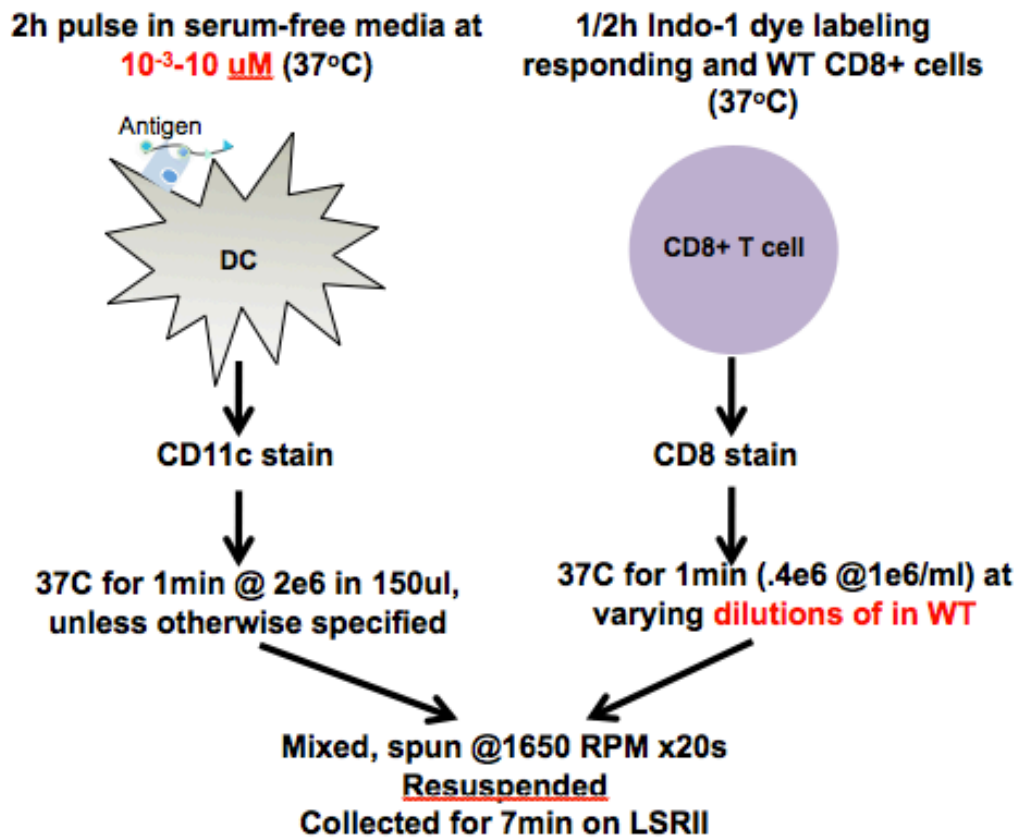 2h pulse in serum-free media at
10⁻³-10 uM (37ºC)
Antigen
DC
CD11c stain
37C for 1min @ 2e6 in 150ul,
unless otherwise specified
1/2h Indo-1 dye labeling
responding and WT CD8+ cells
(37ºC)
CD8+ T cell
CD8 stain
37C for 1min (.4e6 @1e6/ml) at
varying dilutions of in WT
Mixed, spun @1650 RPM x20s
Resuspended
Collected for 7min on LSRII